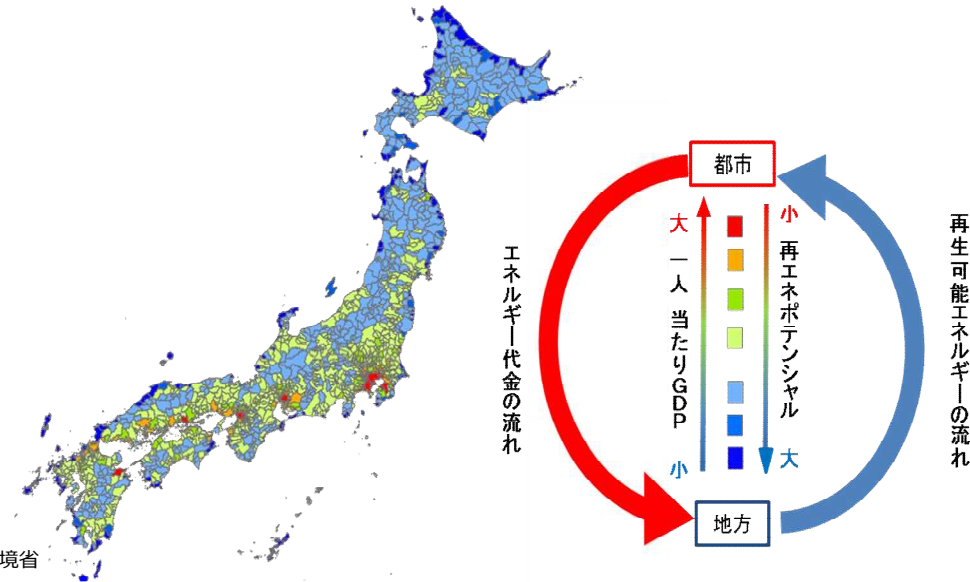 都市
大
一人 当たりGDP
小
小
再エネポテンシャル
大
地方
エネルギー代金の流れ
再生可能エネルギーの流れ
境省